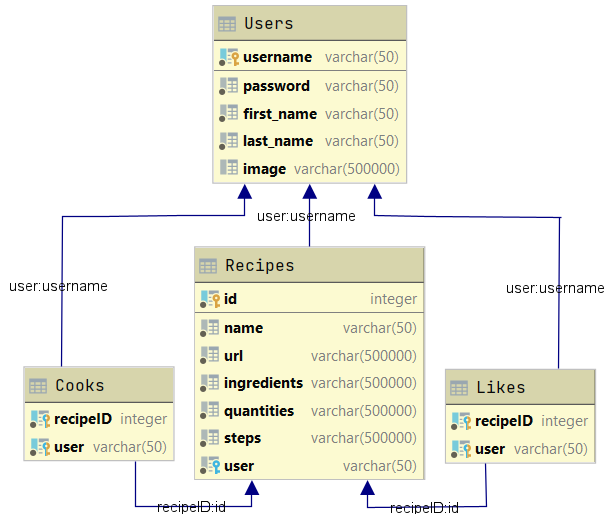 Users
username varchar(50)
password varchar(50)
first_name varchar(50)
last_name varchar(50)
image varchar(500000)
user:username
user:username
user:username
Recipes
id integer
name varchar(50)
url varchar(500000)
ingredients varchar(500000)
quantities varchar(500000)
steps varchar(500000)
user varchar(50)
Cooks
recipeID integer
user varchar(50)
Likes
recipeID integer
user varchar(50)
recipeID:id
recipeID:id